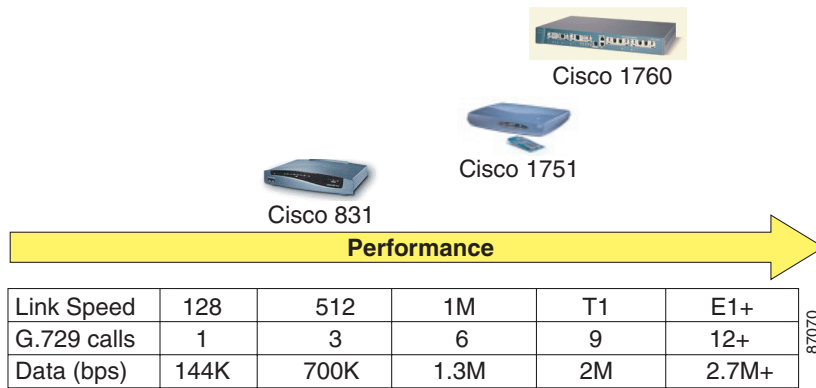 Cisco 1760
Cisco 1751
Cisco 831
Performance
Link Speed 128 512 1M T1 E1+
G.729 calls 1 3 6 9 12+
Data (bps) 144K 700K 1.3M 2M 2.7M+
87070